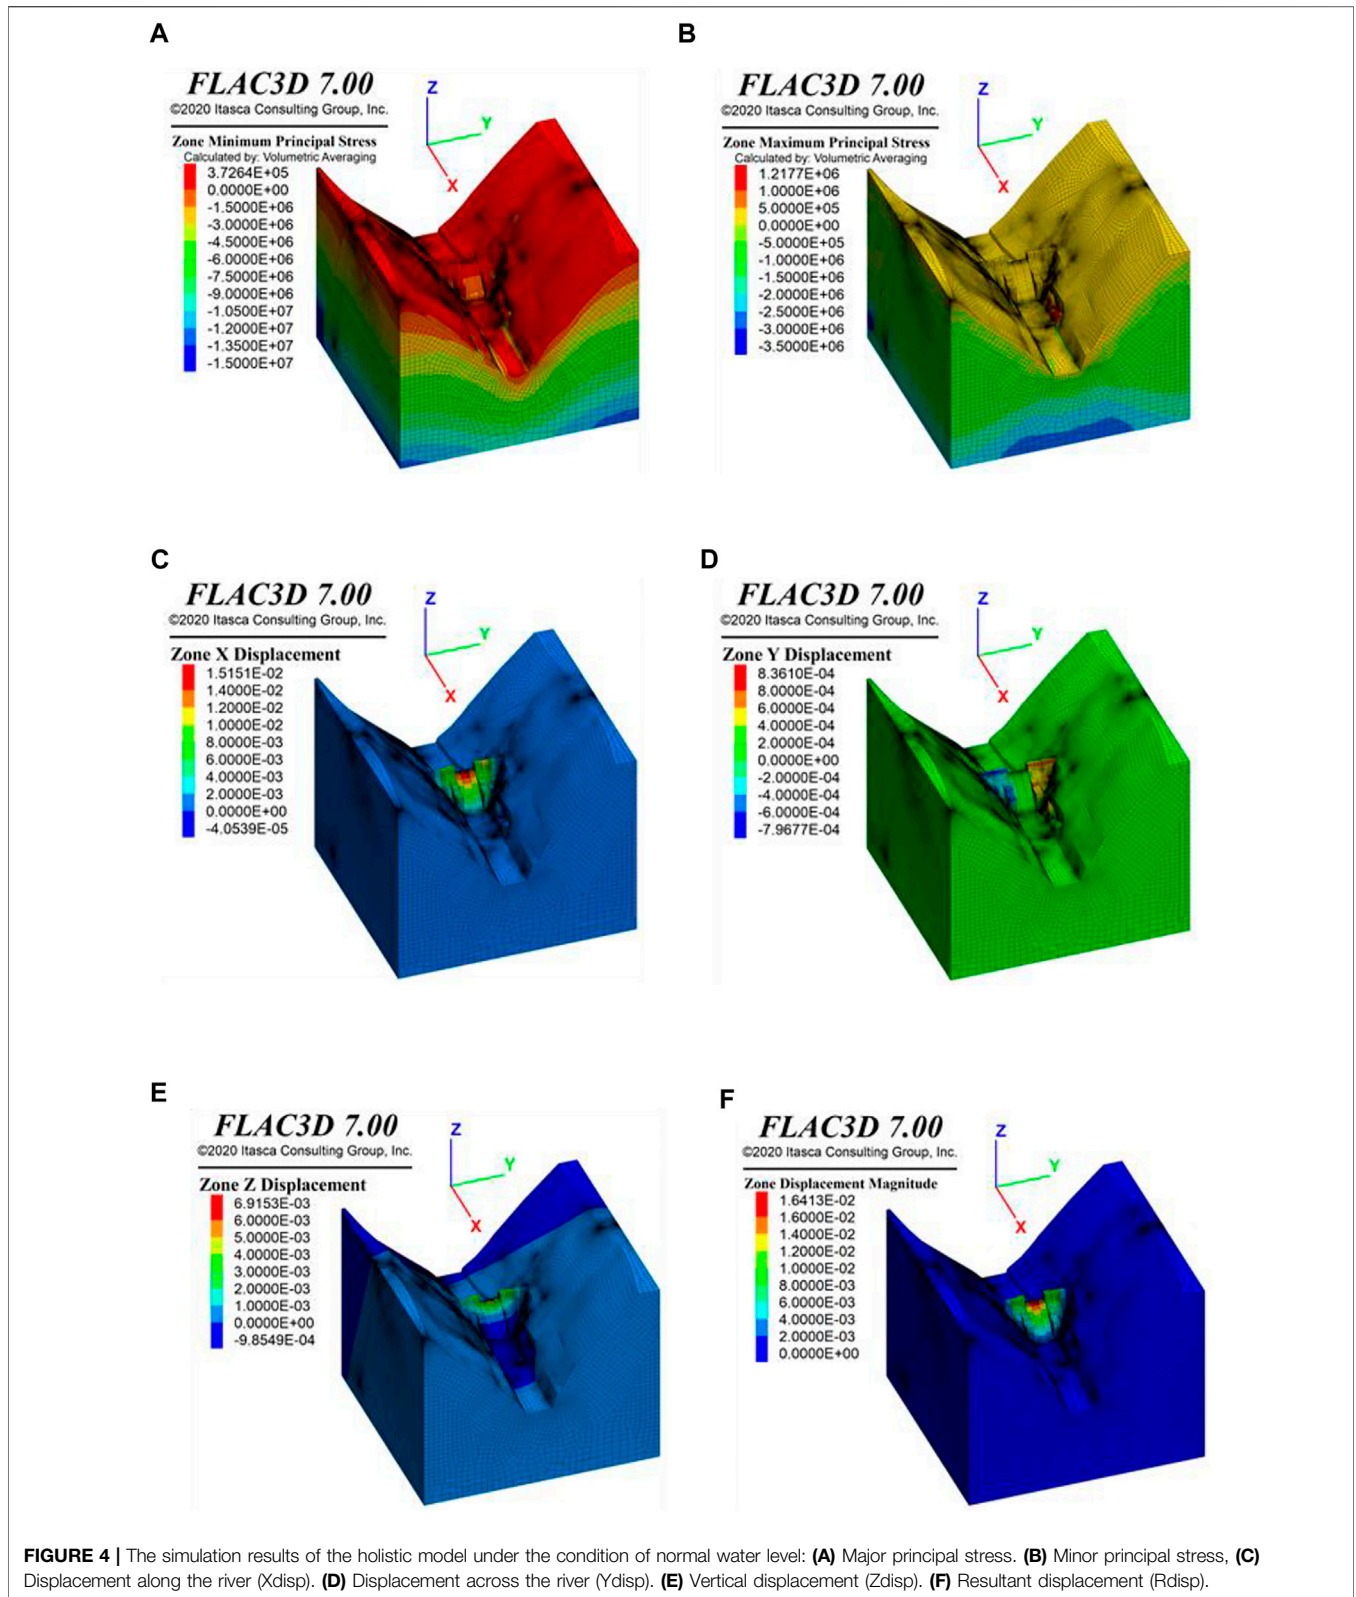 A
FLAC3D 7.00
©2020 Itasca Consulting Group, Inc.
Zone Minimum Principal Stress
Calculated by: Volumetric Averaging
3.7264E+05
0.0000E+00
-1.5000E+06
-3.0000E+06
-4.5000E+06
-6.0000E+06
-7.5000E+06
-9.0000E+06
-1.0500E+07
-1.2000E+07
-1.3500E+07
-1.5000E+07
Z
Y
X
B
FLAC3D 7.00
©2020 Itasca Consulting Group, Inc.
Zone Maximum Principal Stress
Calculated by: Volumetric Averaging
1.2177E+06
1.0000E+06
5.0000E+05
0.0000E+00
-5.0000E+05
-1.0000E+06
-1.5000E+06
-2.0000E+06
-2.5000E+06
-3.0000E+06
-3.5000E+06
Z
Y
X
C
FLAC3D 7.00
©2020 Itasca Consulting Group, Inc.
Zone X Displacement
1.5151E-02
1.4000E-02
1.2000E-02
1.0000E-02
8.0000E-03
6.0000E-03
4.0000E-03
2.0000E-03
0.0000E+00
-4.0539E-05
Z
Y
X
D
FLAC3D 7.00
©2020 Itasca Consulting Group, Inc.
Zone Y Displacement
8.3610E-04
8.0000E-04
6.0000E-04
4.0000E-04
2.0000E-04
0.0000E+00
-2.0000E-04
-4.0000E-04
-6.0000E-04
-7.9677E-04
Z
Y
X
E
FLAC3D 7.00
©2020 Itasca Consulting Group, Inc.
Zone Z Displacement
6.9153E-03
6.0000E-03
5.0000E-03
4.0000E-03
3.0000E-03
2.0000E-03
1.0000E-03
0.0000E+00
-9.8549E-04
Z
Y
X
F
FLAC3D 7.00
©2020 Itasca Consulting Group, Inc.
Zone Displacement Magnitude
1.6413E-02
1.6000E-02
1.4000E-02
1.2000E-02
1.0000E-02
8.0000E-03
6.0000E-03
4.0000E-03
2.0000E-03
0.0000E+00
Z
Y
X
FIGURE 4 | The simulation results of the holistic model under the condition of normal water level: (A) Major principal stress. (B) Minor principal stress, (C)
Displacement along the river (Xdisp). (D) Displacement across the river (Ydisp). (E) Vertical displacement (Zdisp). (F) Resultant displacement (Rdisp).